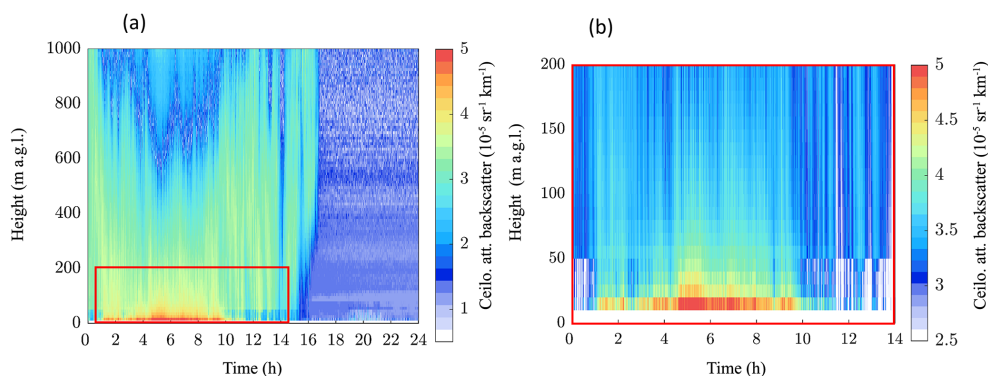 (a)
1000
800
600
400
200
0
Height (m a.g.l.)
0 2 4 6 8 10 12 14 16 18 20 22 24
Time (h)
5
4
3
2
1
Ceilo. att. backscatter (10⁻⁵ sr⁻¹ km⁻¹)
(b)
200
150
100
50
0
Height (m a.g.l.)
0 2 4 6 8 10 12 14
Time (h)
5
4.5
4
3.5
3
2.5
Ceilo. att. backscatter (10⁻⁵ sr⁻¹ km⁻¹)